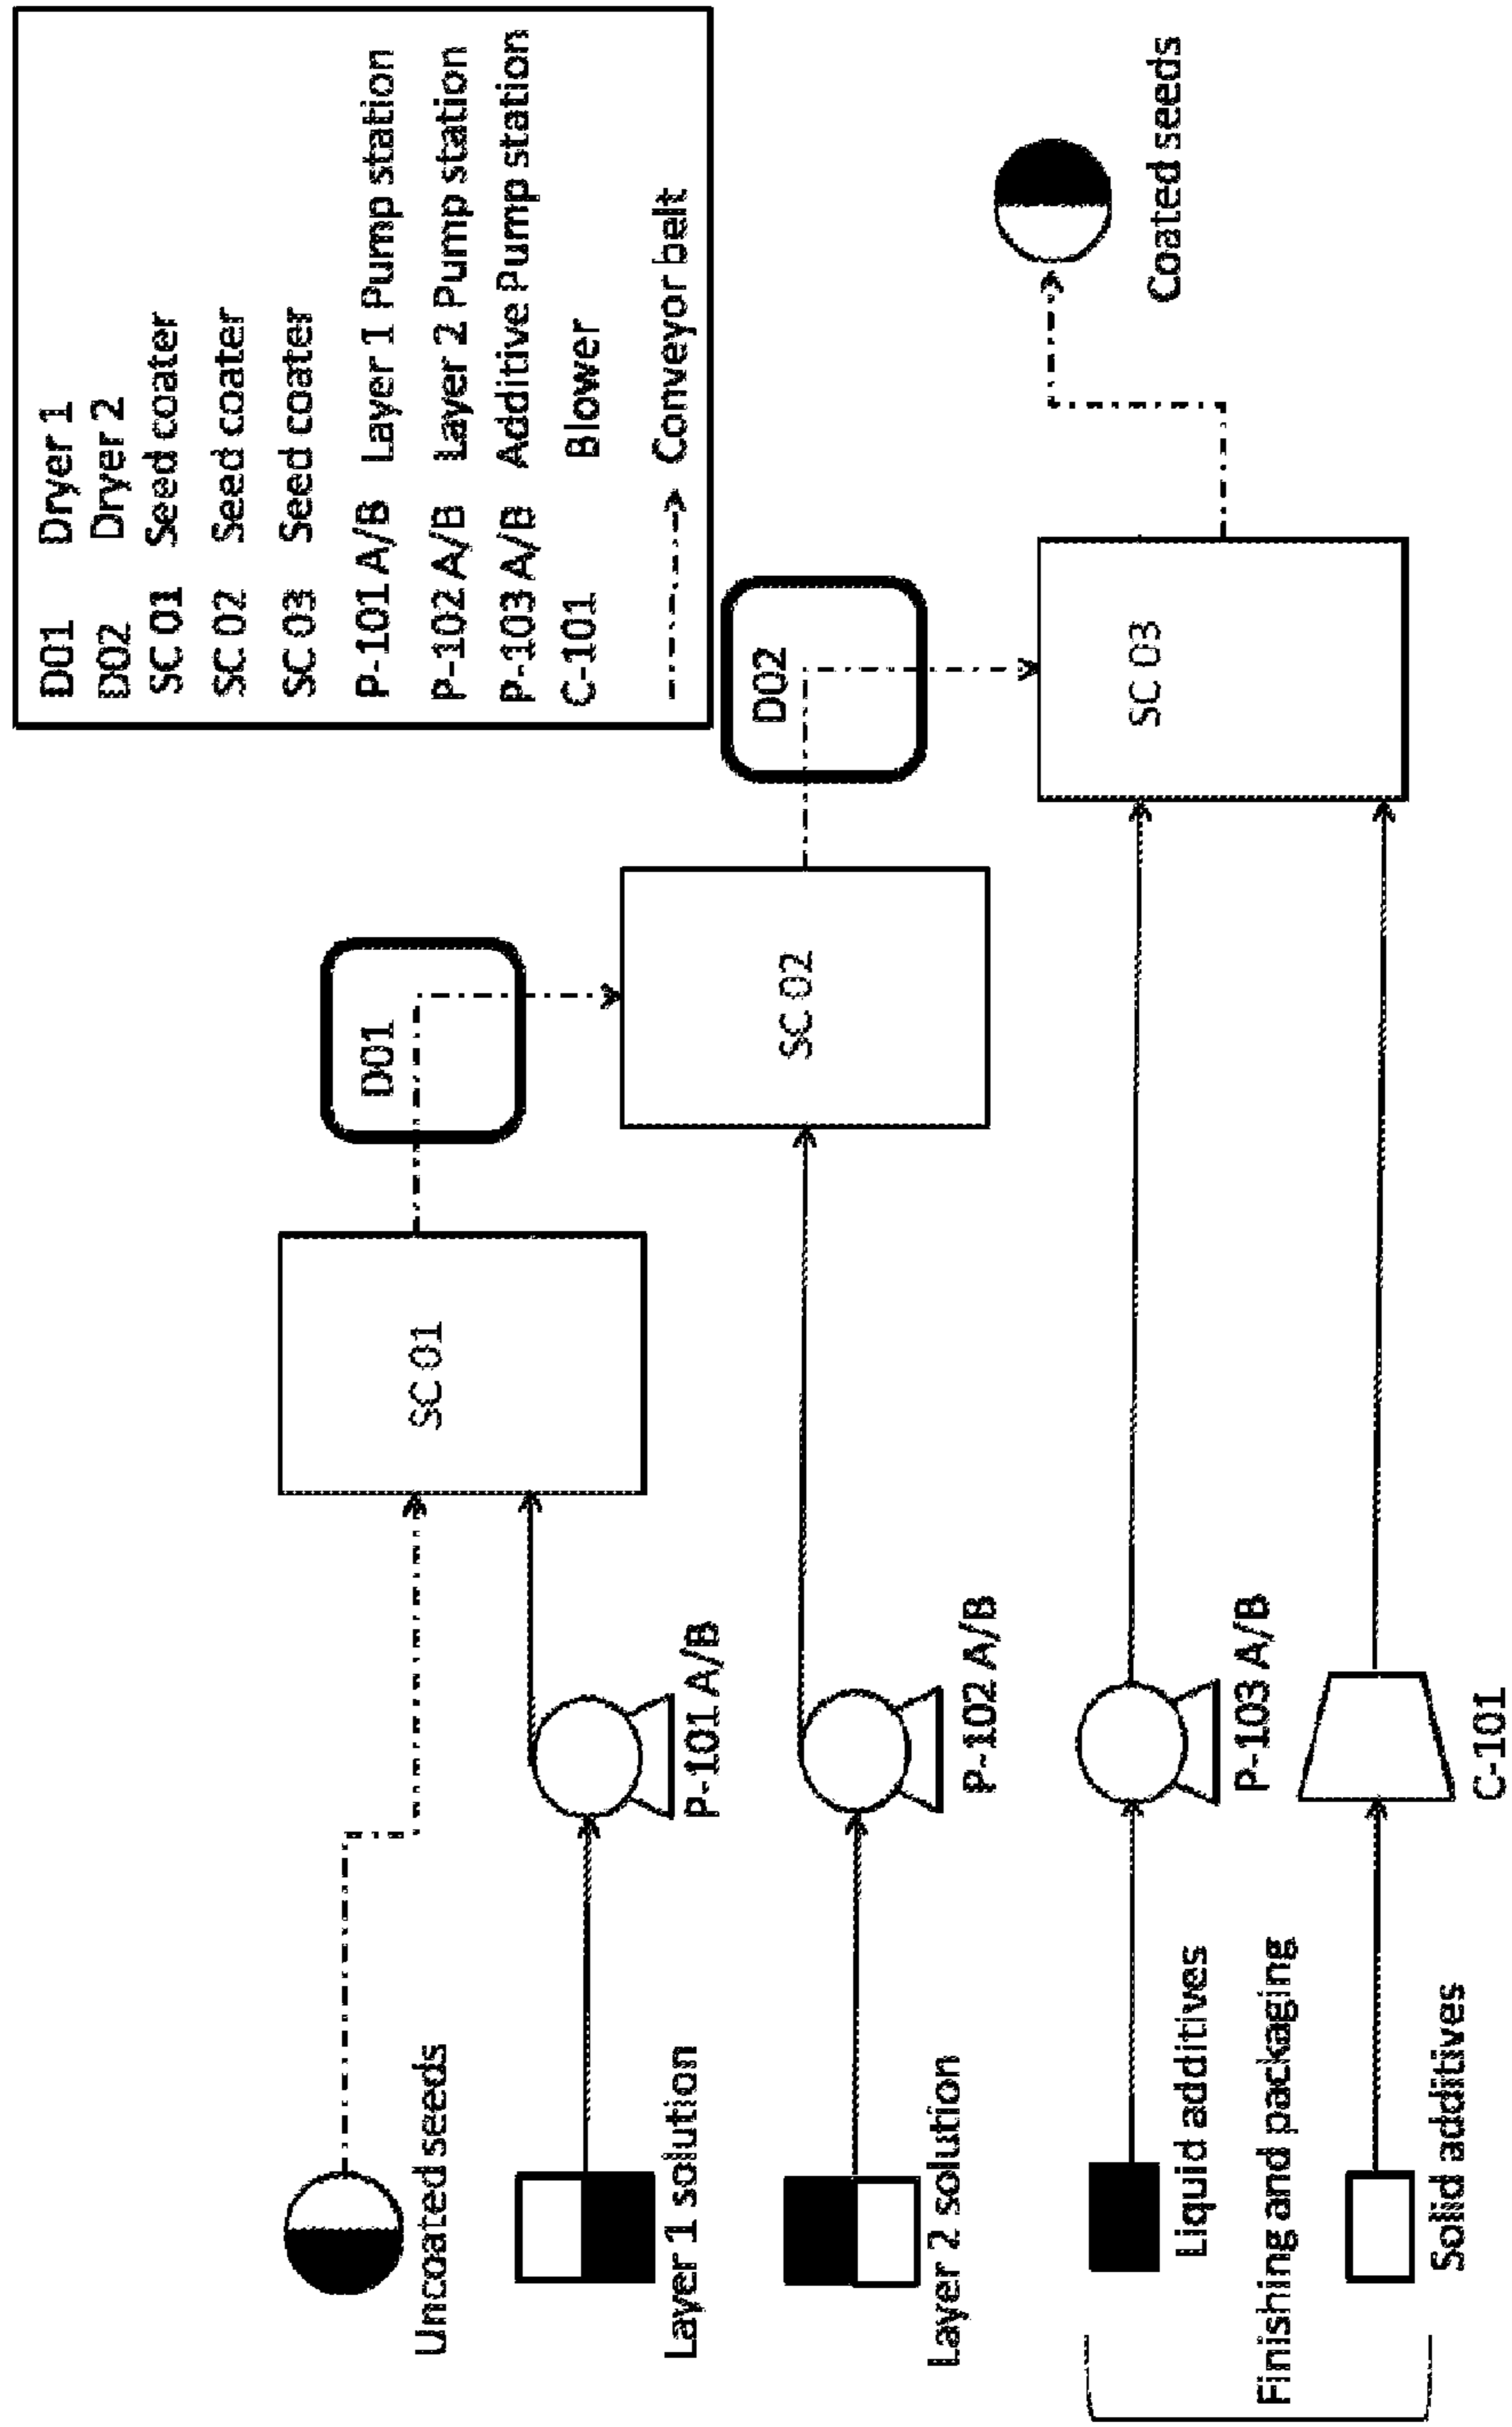 D01 Dryer 1
D02 Dryer 2
SC 01 Seed coater
SC 02 Seed coater
SC 03 Seed coater
P-101 A/B Layer 1 Pump station
P-102 A/B Layer 2 Pump station
P-103 A/B Additive Pump station
C-101 Blower
Conveyor belt
Uncoated seeds
D01
SC 01
Layer 1 solution
P-101 A/B
D02
SC 02
Layer 2 solution
P-102 A/B
SC 03
Coated seeds
Liquid additives
P-103 A/B
Finishing and packaging
Solid additives
C-101